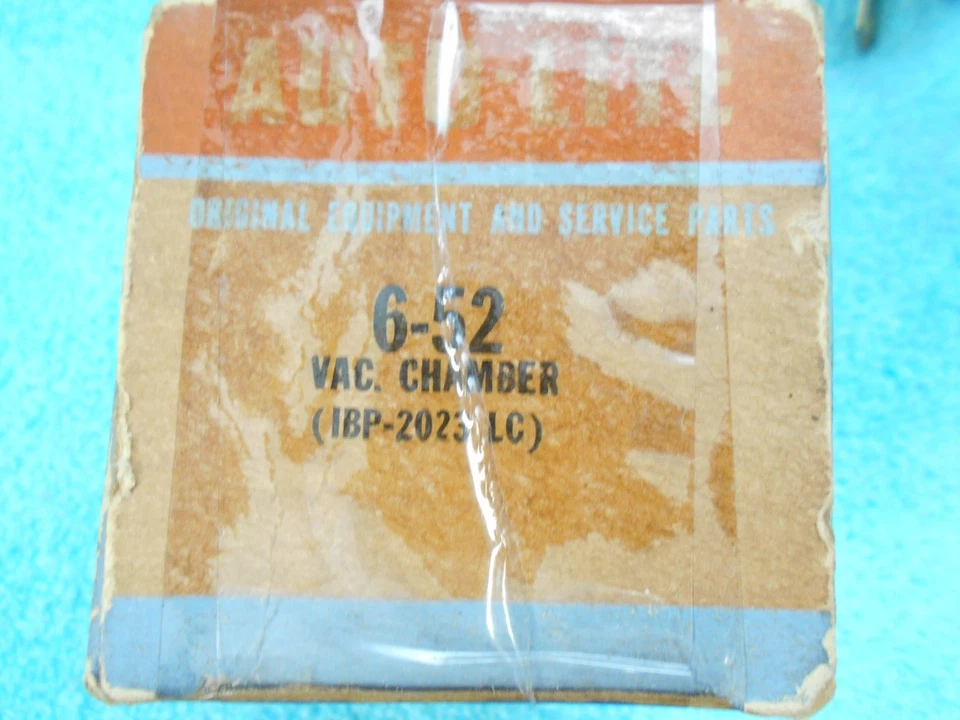 AUTO-LITE
ORIGINAL EQUIPMENT AND SERVICE PARTS
6-52
VAC. CHAMBER
(IBP-2023 LC)